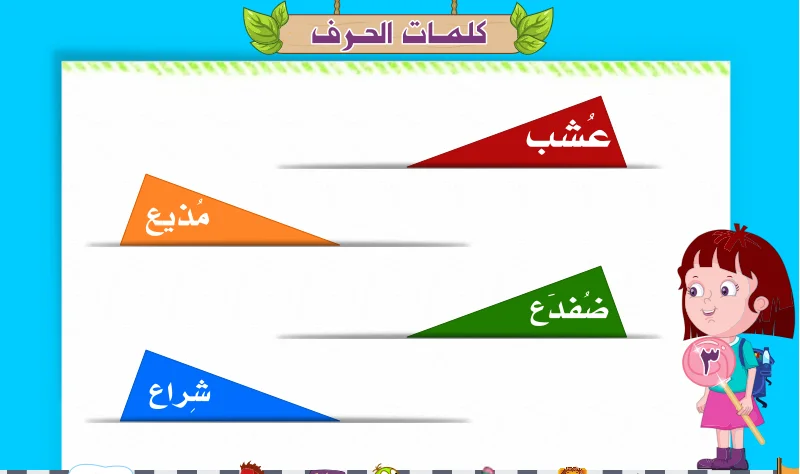 كلمات الحرف
عُشب
مُذيع
ضُفدَع
شِراع
٣